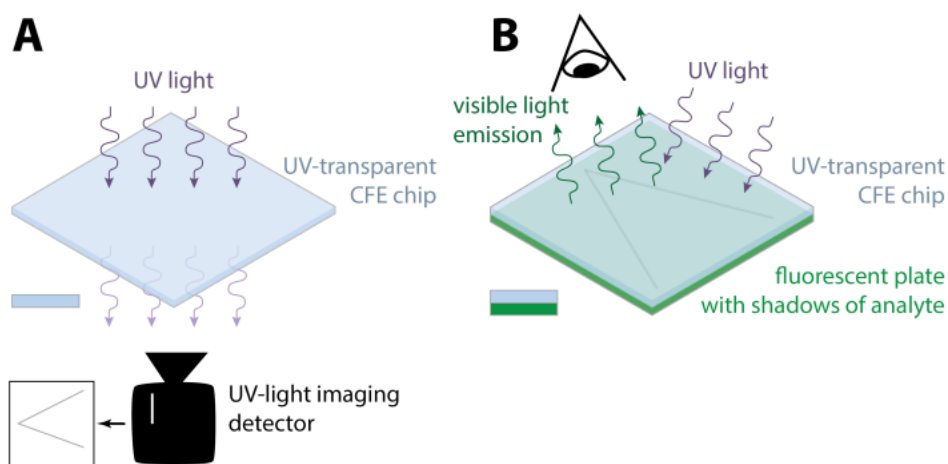 A
UV light
UV-transparent
CFE chip
UV-light imaging
detector
B
visible light
emission
UV light
UV-transparent
CFE chip
fluorescent plate
with shadows of analyte